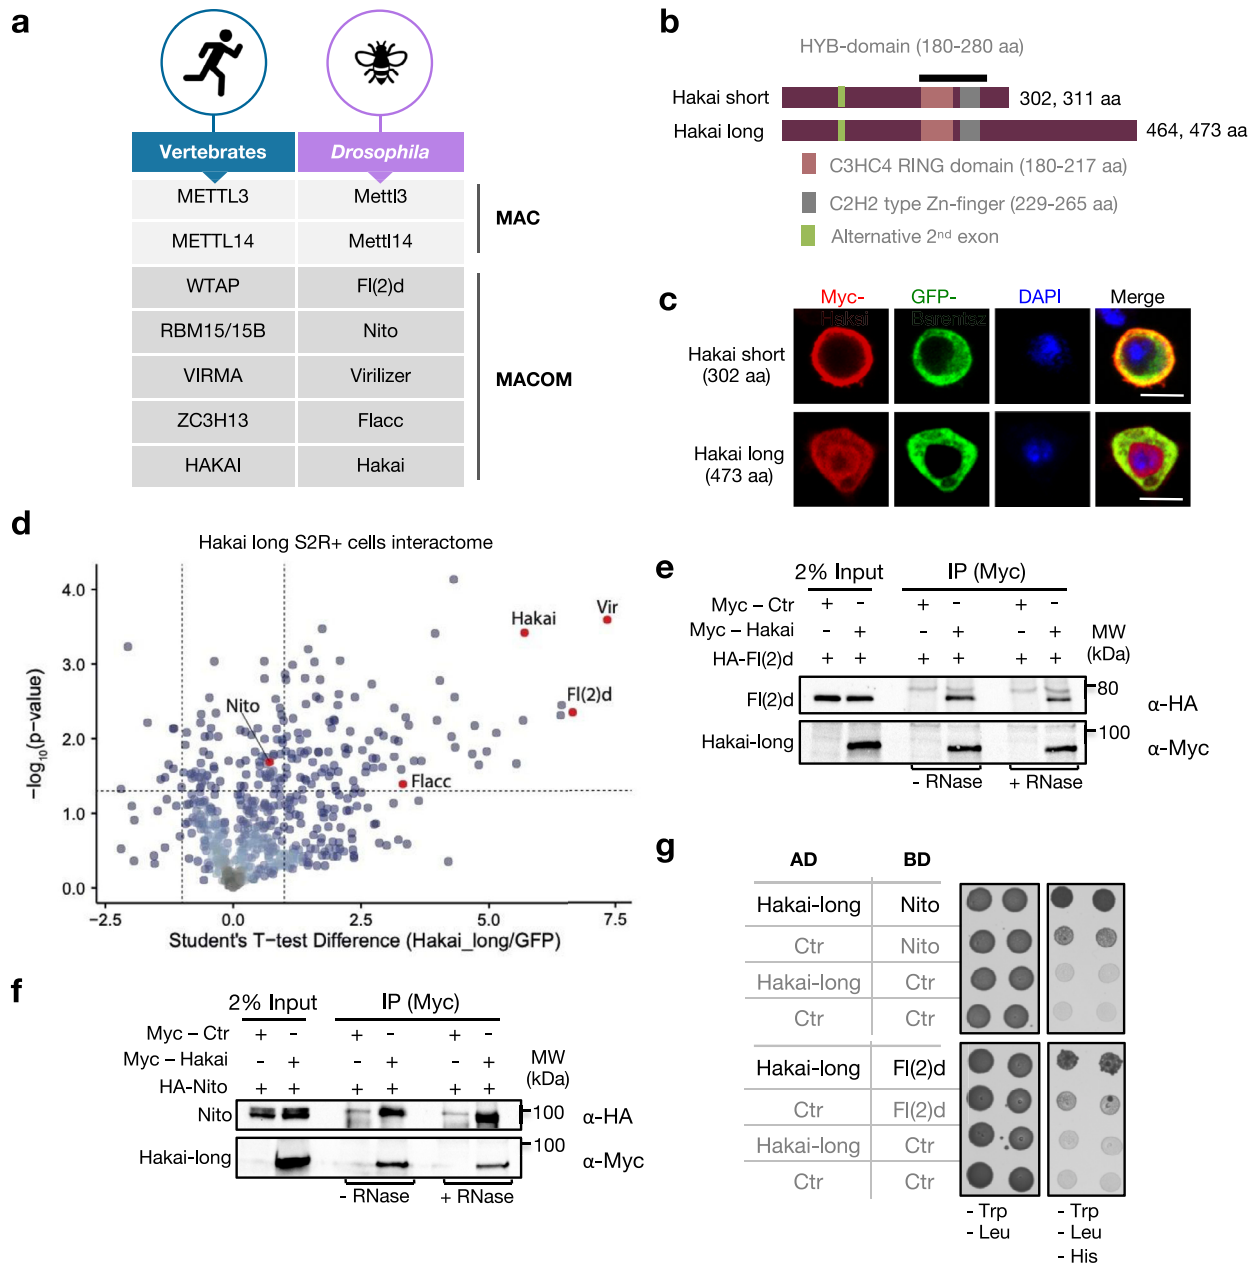 a
Vertebrates Drosophila
METTL3 Mettl3
METTL14 Mettl14
MAC
WTAP Fl(2)d
RBM15/15B Nito
VIRMA Virilizer
ZC3H13 Flacc
HAKAI Hakai
MACOM
b
HYB-domain (180-280 aa)
Hakai short 302, 311 aa
Hakai long 464, 473 aa
C3HC4 RING domain (180-217 aa)
C2H2 type Zn-finger (229-265 aa)
Alternative 2nd exon
c
Myc- GFP- DAPI Merge
Hakai Barentsz
Hakai short
(302 aa)
Hakai long
(473 aa)
d
Hakai long S2R+ cells interactome
−log10(p−value)
4.0
3.0
2.0
1.0
0.0
Hakai
Vir
Fl(2)d
Nito
Flacc
−2.5 0.0 2.5 5.0 7.5
Student's T−test Difference (Hakai_long/GFP)
e
2% Input IP (Myc)
Myc – Ctr + - + - + -
Myc – Hakai - + - + - +
HA-Fl(2)d + + + + + +
MW
(kDa)
Fl(2)d 80 α-HA
Hakai-long 100 α-Myc
- RNase + RNase
f
2% Input IP (Myc)
Myc – Ctr + - + - + -
Myc – Hakai - + - + - +
HA-Nito + + + + + +
MW
(kDa)
Nito 100 α-HA
Hakai-long 100 α-Myc
- RNase + RNase
g
AD BD
Hakai-long Nito
Ctr Nito
Hakai-long Ctr
Ctr Ctr
Hakai-long Fl(2)d
Ctr Fl(2)d
Hakai-long Ctr
Ctr Ctr
- Trp
- Leu
- Trp
- Leu
- His